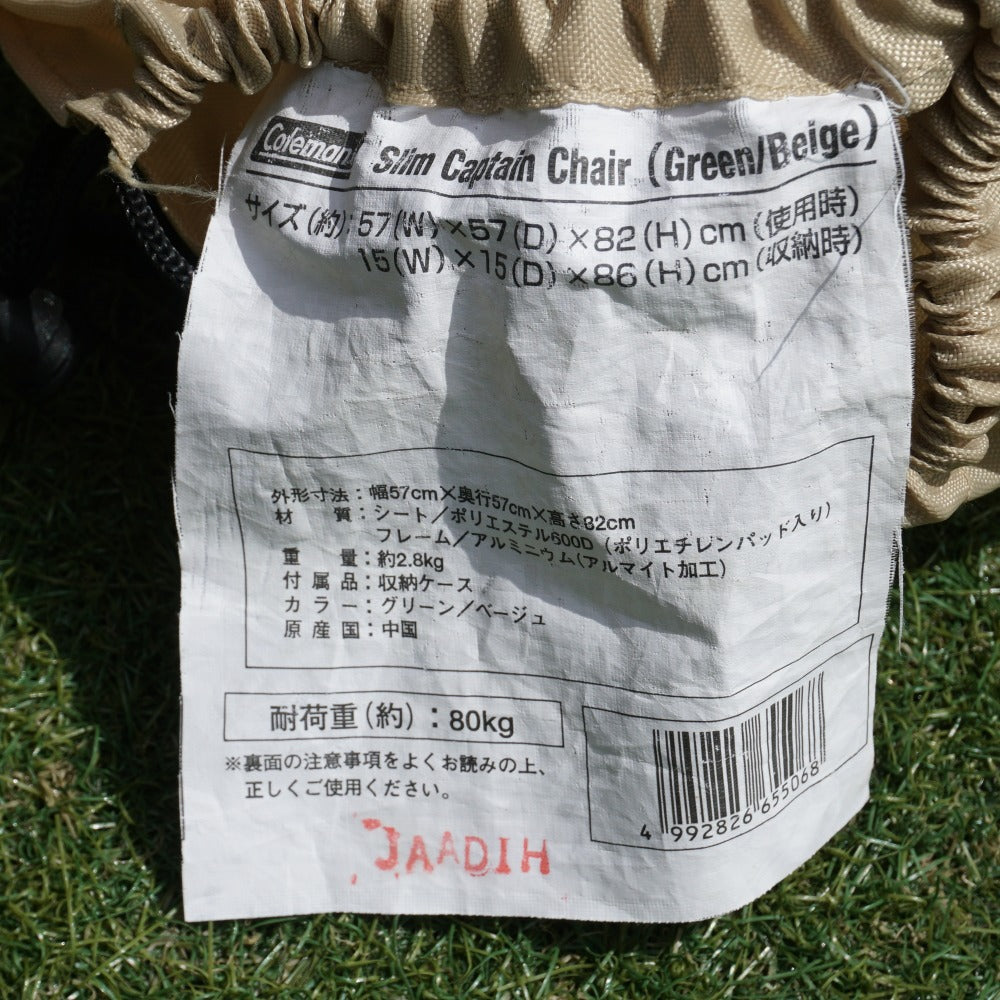 Coleman Slim Captain Chair (Green/Beige)
サイズ(約):57(W)×57(D)×82(H)cm(使用時)
15(W)×15(D)×86(H)cm(収納時)
外形寸法:幅57cm×奥行57cm×高さ82cm
材 質:シート/ポリエステル600D(ポリエチレンパッド入り)
フレーム/アルミニウム(アルマイト加工)
重 量:約2.8kg
付属品:収納ケース
カラー:グリーン/ベージュ
原産国:中国
耐荷重(約):80kg
※裏面の注意事項をよくお読みの上、
正しくご使用ください。
4 992826 655068
JAADIH